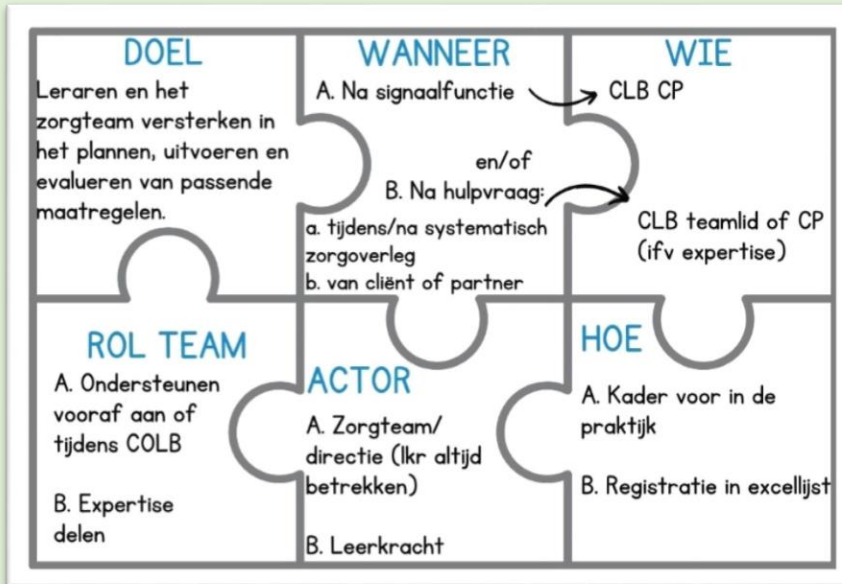 DOEL
Leraren en het
zorgteam versterken in
het plannen, uitvoeren en
evalueren van passende
maatregelen.
WANNEER
A. Na signaalfunctie
en/of
B. Na hulpvraag:
a. tijdens/na systematisch
zorgoverleg
b. van cliënt of partner
WIE
CLB CP
CLB teamlid of CP
(ifv expertise)
ROL TEAM
A. Ondersteunen
vooraf aan of
tijdens COLB
B. Expertise
delen
ACTOR
A. Zorgteam/
directie (lkr altijd
betrekken)
B. Leerkracht
HOE
A. Kader voor in de
praktijk
B. Registratie in excellijst